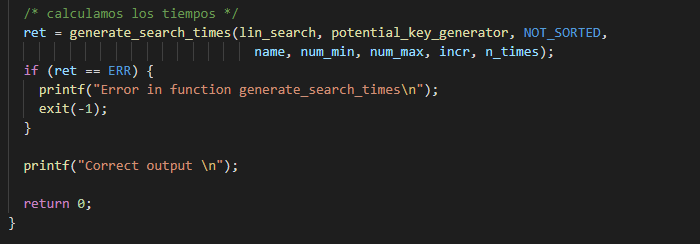 /* calculamos los tiempos */
ret = generate_search_times(lin_search, potential_key_generator, NOT_SORTED,
name, num_min, num_max, incr, n_times);
if (ret == ERR) {
printf("Error in function generate_search_times\n");
exit(-1);
}
printf("Correct output \n");
return 0;
}